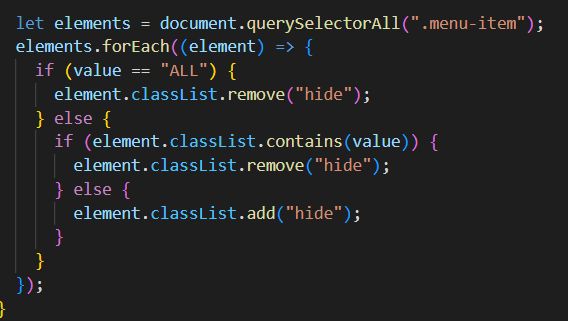 let elements = document.querySelectorAll(".menu-item");
elements.forEach((element) => {
if (value == "ALL") {
element.classList.remove("hide");
} else {
if (element.classList.contains(value)) {
element.classList.remove("hide");
} else {
element.classList.add("hide");
}
}
});
}